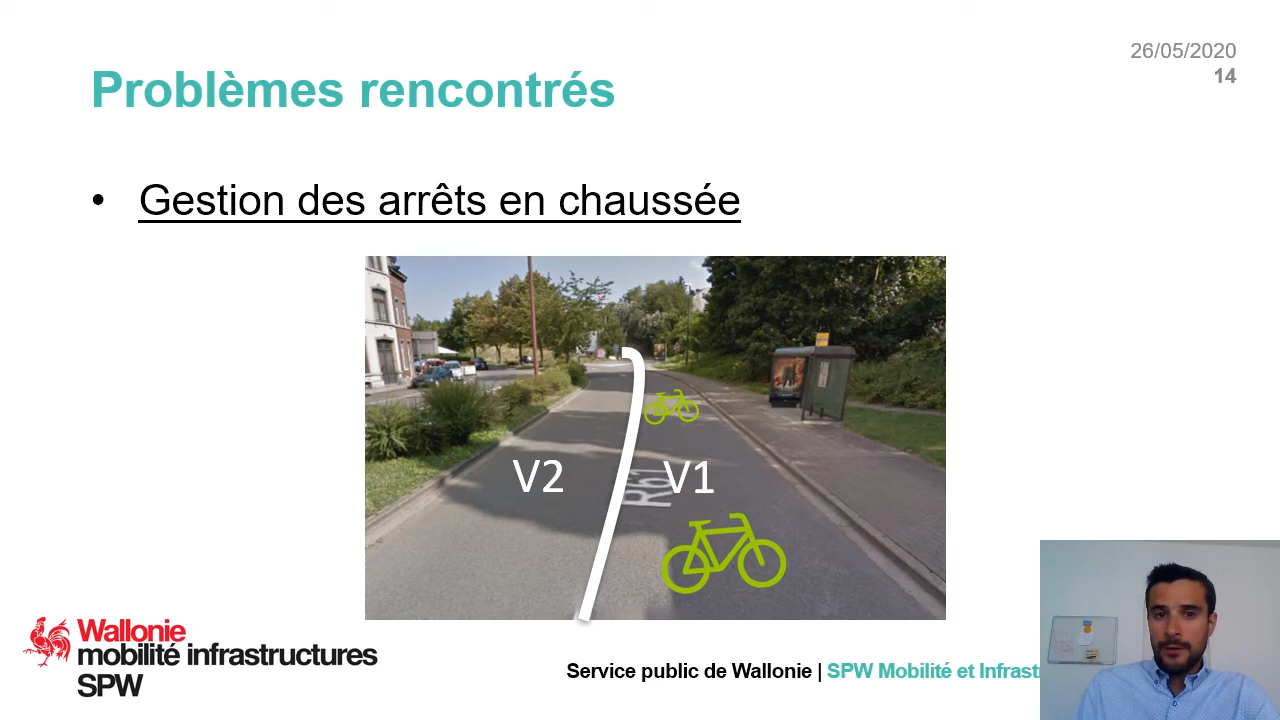 26/05/2020
14
Problèmes rencontrés
• Gestion des arrêts en chaussée
V2
V1
R61
Wallonie
mobilité infrastructures
SPW
Service public de Wallonie | SPW Mobilité et Infrast